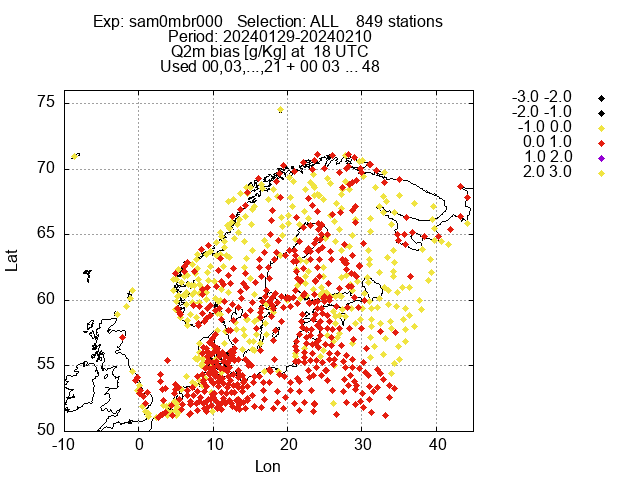 Exp: sam0mbr000   Selection: ALL    849 stations
Period: 20240129-20240210
Q2m bias [g/Kg] at  18 UTC
Used 00,03,...,21 + 00 03 ... 48
-3.0 -2.0
-2.0 -1.0
-1.0 0.0
0.0 1.0
1.0 2.0
2.0 3.0
75
70
65
60
55
50
Lat
-10 0 10 20 30 40
Lon